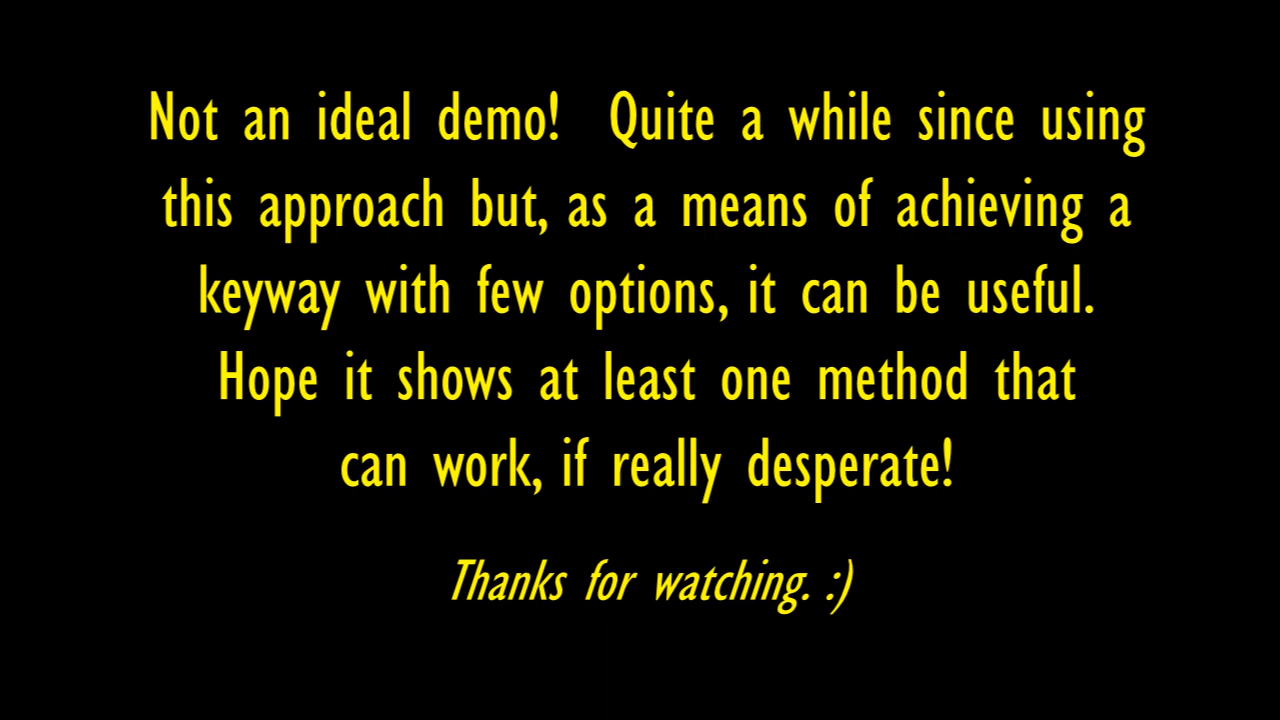 Not an ideal demo! Quite a while since using
this approach but, as a means of achieving a
keyway with few options, it can be useful.
Hope it shows at least one method that
can work, if really desperate!
Thanks for watching. :)